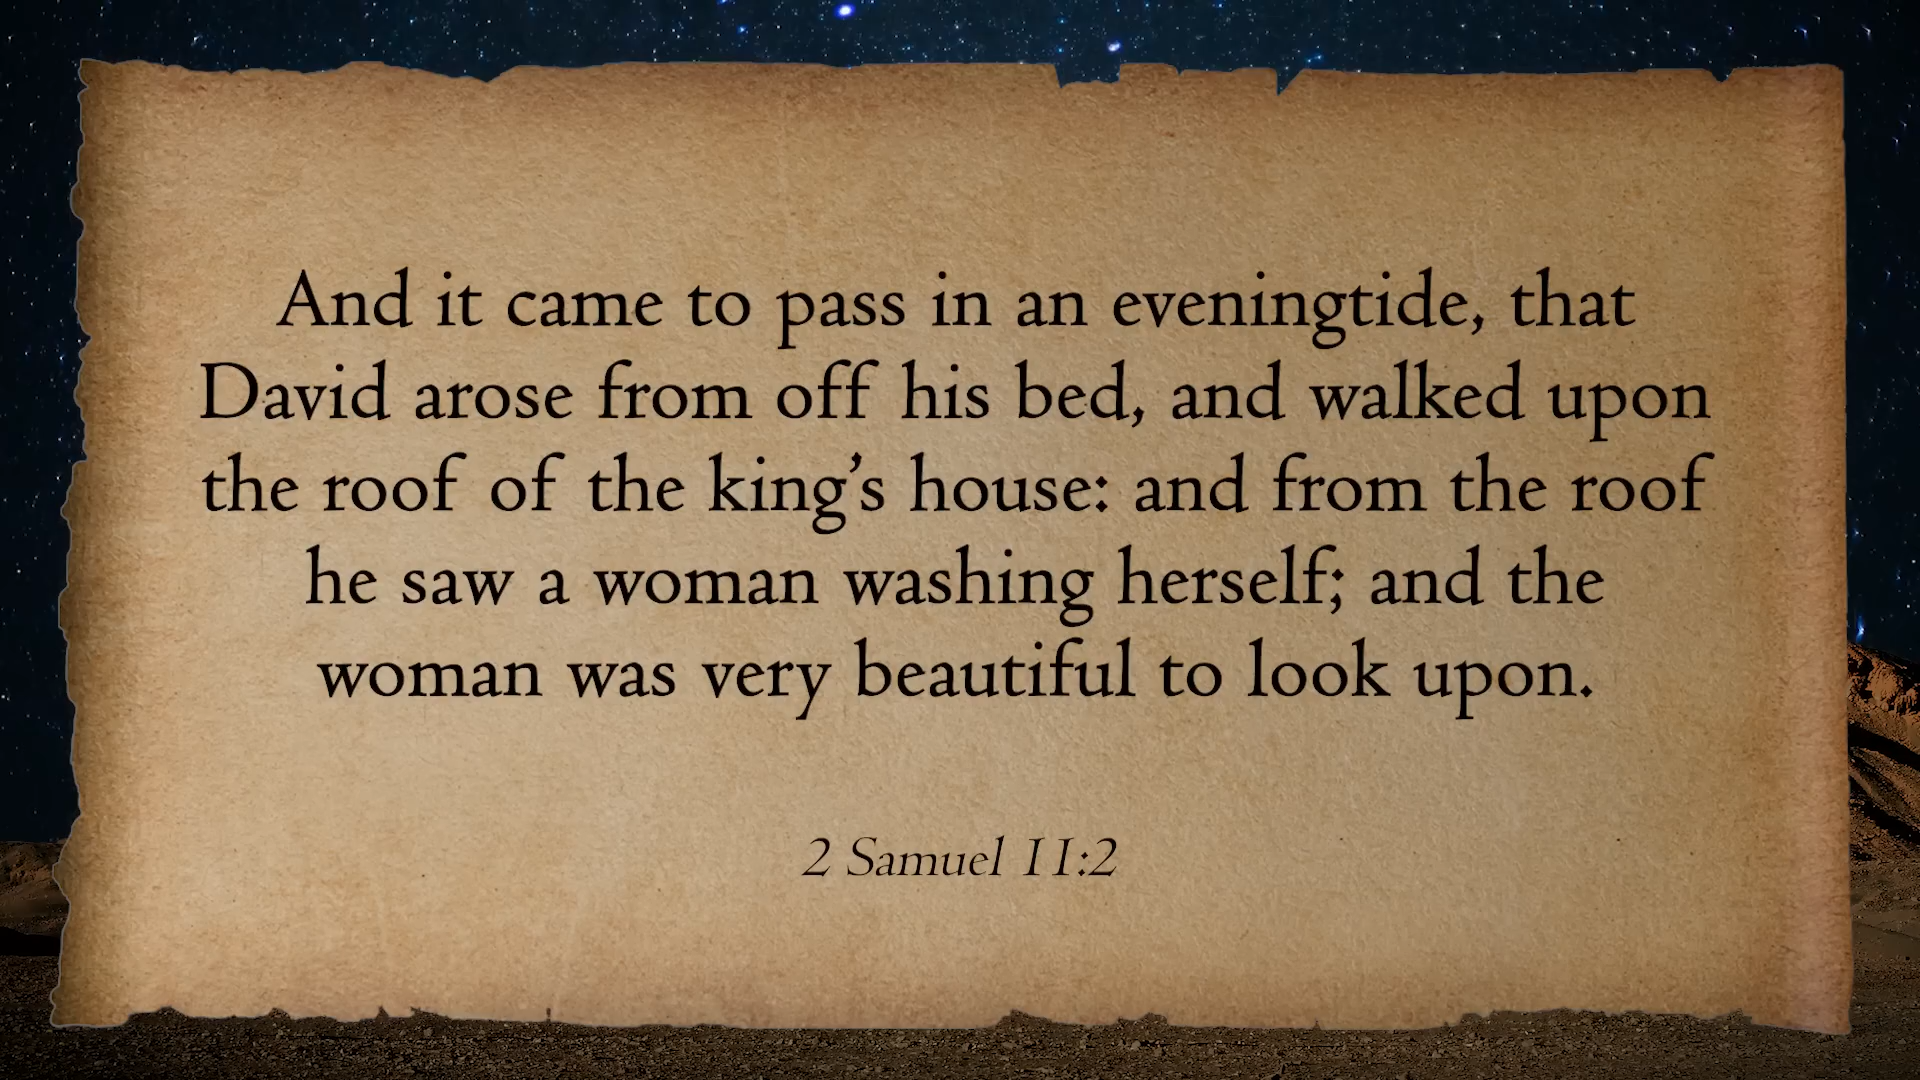 And it came to pass in an eveningtide, that
David arose from off his bed, and walked upon
the roof of the king’s house: and from the roof
he saw a woman washing herself; and the
woman was very beautiful to look upon.
2 Samuel 11:2